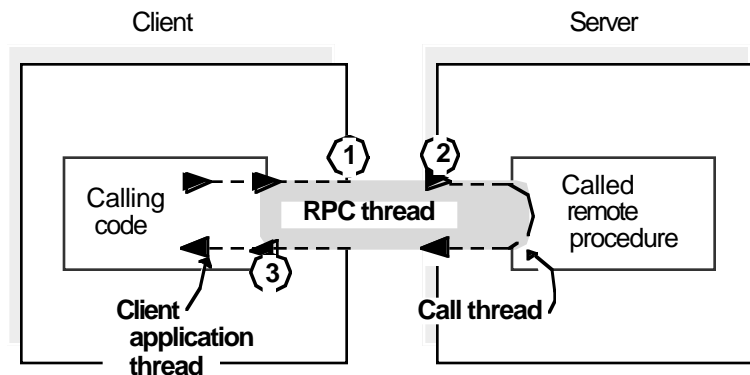 Client
Server
1
2
Calling
code
RPC thread
Called
remote
procedure
3
Client
application
thread
Call thread